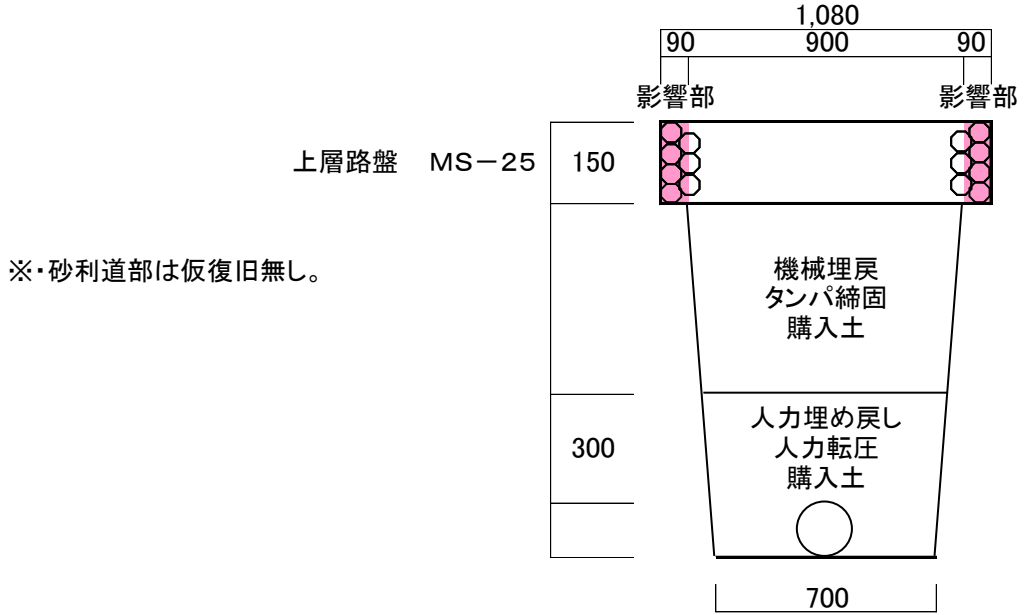 1,080
90
900
90
影響部
影響部
上層路盤　MS－25
150
※・砂利道部は仮復旧無し。
機械埋戻
タンパ締固
購入土
300
人力埋め戻し
人力転圧
購入土
700